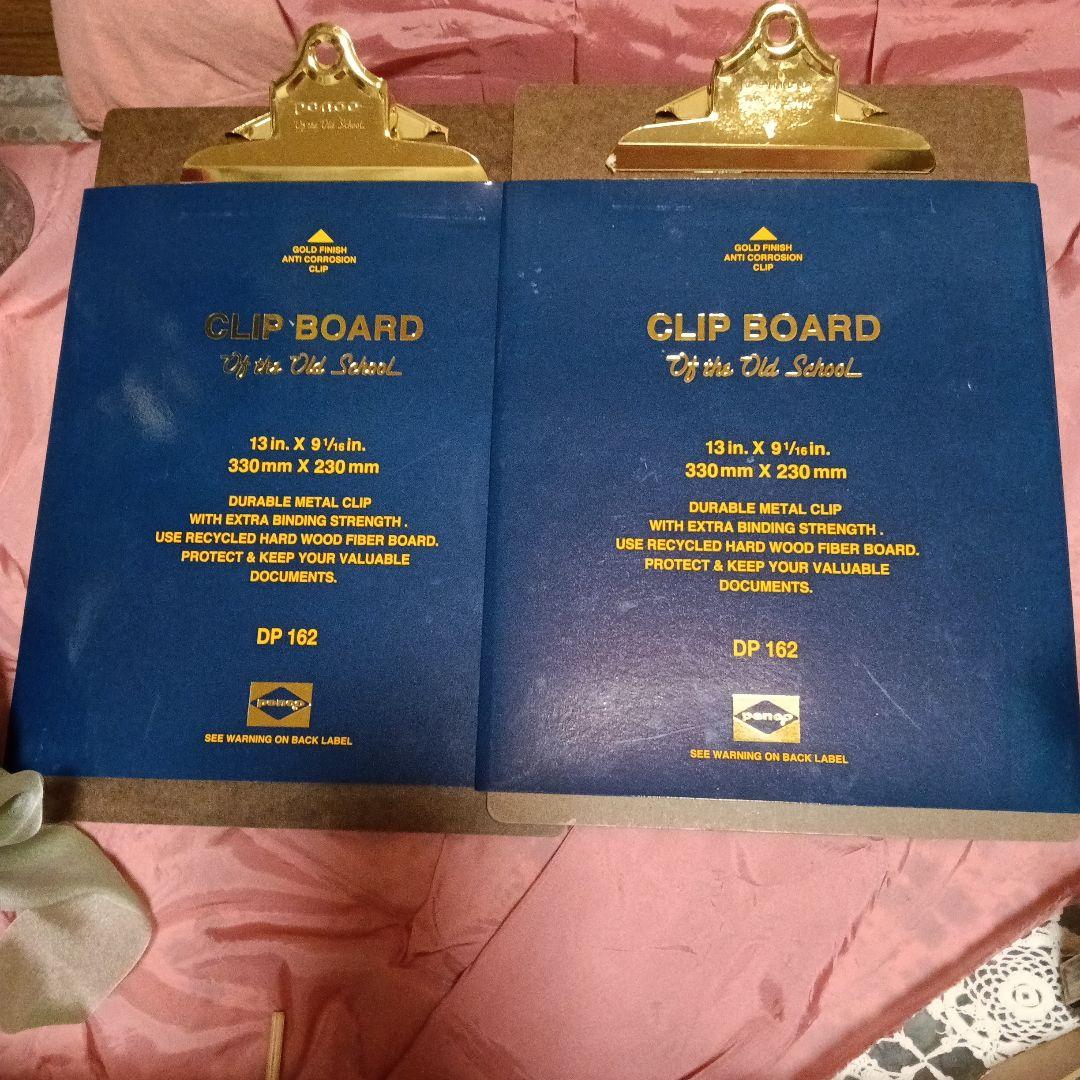 penco
Of the Old School
GOLD FINISH
ANTI CORROSION
CLIP
CLIP BOARD
Of the Old School
13 in. X 9 1/16 in.
330 mm X 230 mm
DURABLE METAL CLIP
WITH EXTRA BINDING STRENGTH .
USE RECYCLED HARD WOOD FIBER BOARD.
PROTECT & KEEP YOUR VALUABLE
DOCUMENTS.
DP 162
penco
SEE WARNING ON BACK LABEL
GOLD FINISH
ANTI CORROSION
CLIP
CLIP BOARD
Of the Old School
13 in. X 9 1/16 in.
330 mm X 230 mm
DURABLE METAL CLIP
WITH EXTRA BINDING STRENGTH .
USE RECYCLED HARD WOOD FIBER BOARD.
PROTECT & KEEP YOUR VALUABLE
DOCUMENTS.
DP 162
penco
SEE WARNING ON BACK LABEL